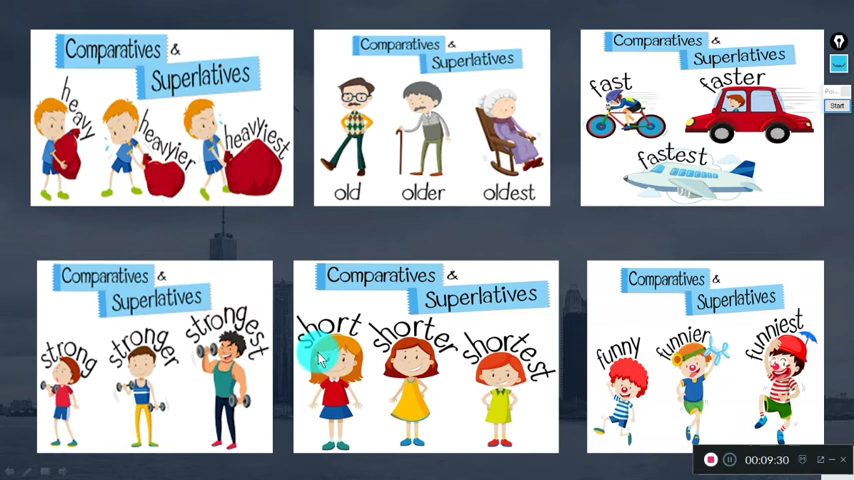 Comparatives &
Superlatives
heavy
heavyier
heavyiest
Comparatives &
Superlatives
old
older
oldest
Comparatives &
Superlatives
fast
faster
fastest
Comparatives &
Superlatives
strong
stronger
strongest
Comparatives &
Superlatives
short
shorter
shortest
Comparatives &
Superlatives
funny
funnier
funniest
Start
00:09:30